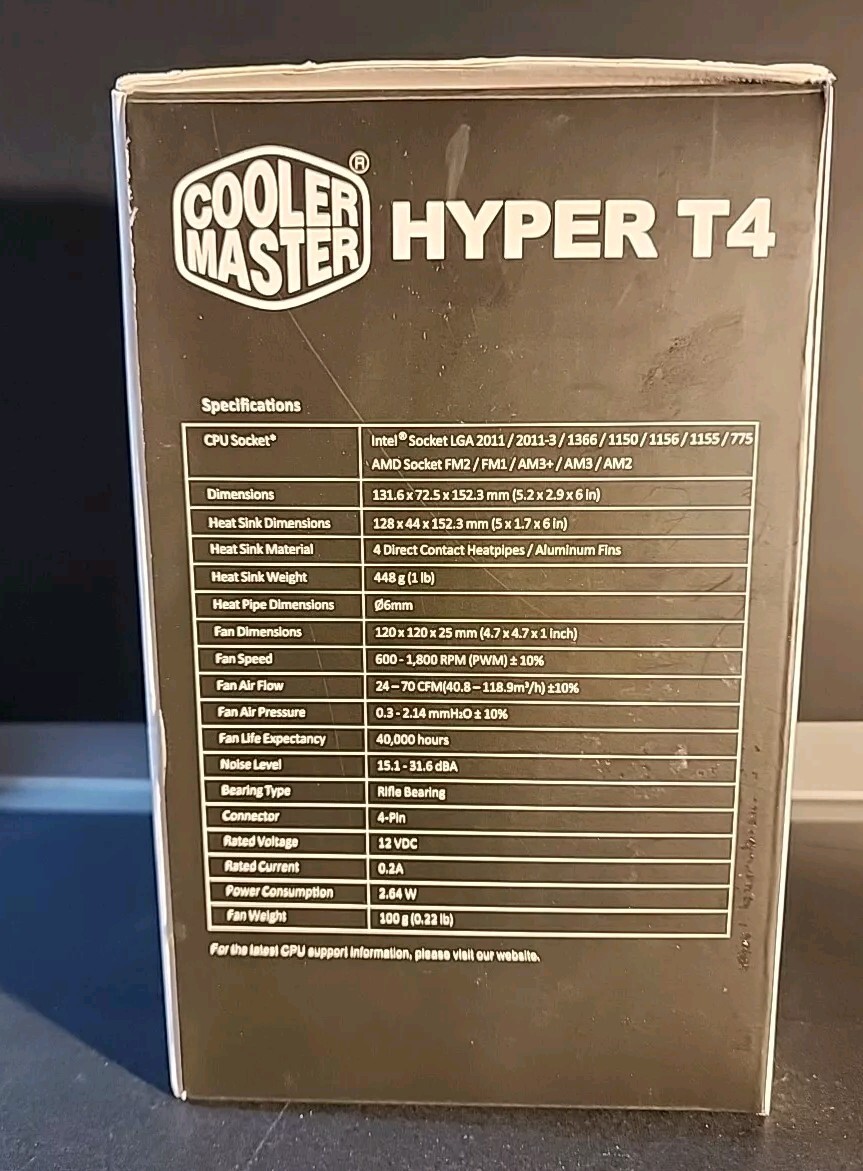 COOLER
MASTER
®
HYPER T4
Specifications
CPU Socket* Intel® Socket LGA 2011 / 2011-3 / 1366 / 1150 / 1156 / 1155 / 775
AMD Socket FM2 / FM1 / AM3+ / AM3 / AM2
Dimensions 131.6 x 72.5 x 152.3 mm (5.2 x 2.9 x 6 in)
Heat Sink Dimensions 128 x 44 x 152.3 mm (5 x 1.7 x 6 in)
Heat Sink Material 4 Direct Contact Heatpipes / Aluminum Fins
Heat Sink Weight 448 g (1 lb)
Heat Pipe Dimensions Ø6mm
Fan Dimensions 120 x 120 x 25 mm (4.7 x 4.7 x 1 inch)
Fan Speed 600 - 1,800 RPM (PWM) ± 10%
Fan Air Flow 24 – 70 CFM(40.8 – 118.9m³/h) ±10%
Fan Air Pressure 0.3 - 2.14 mmH₂O ± 10%
Fan Life Expectancy 40,000 hours
Noise Level 15.1 - 31.6 dBA
Bearing Type Rifle Bearing
Connector 4-Pin
Rated Voltage 12 VDC
Rated Current 0.2A
Power Consumption 2.64 W
Fan Weight 100 g (0.22 lb)
For the latest CPU support information, please visit our website.